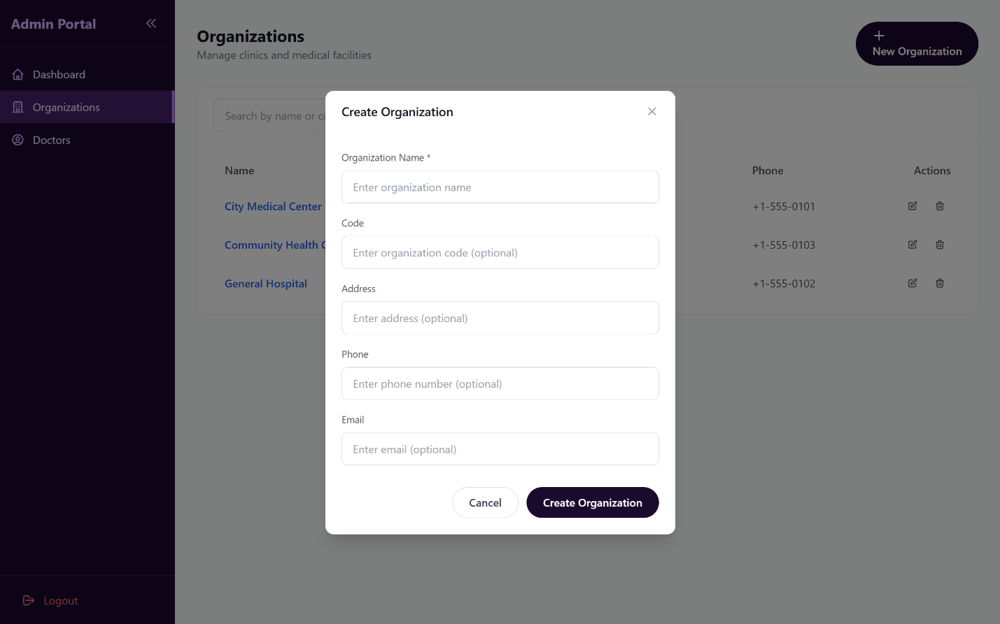 Admin Portal
Dashboard
Organizations
Doctors
Logout
Organizations
Manage clinics and medical facilities
New Organization
Search by name or
Name
Phone
Actions
City Medical Center
+1-555-0101
Community Health
+1-555-0103
General Hospital
+1-555-0102
Create Organization
Organization Name *
Enter organization name
Code
Enter organization code (optional)
Address
Enter address (optional)
Phone
Enter phone number (optional)
Email
Enter email (optional)
Cancel
Create Organization